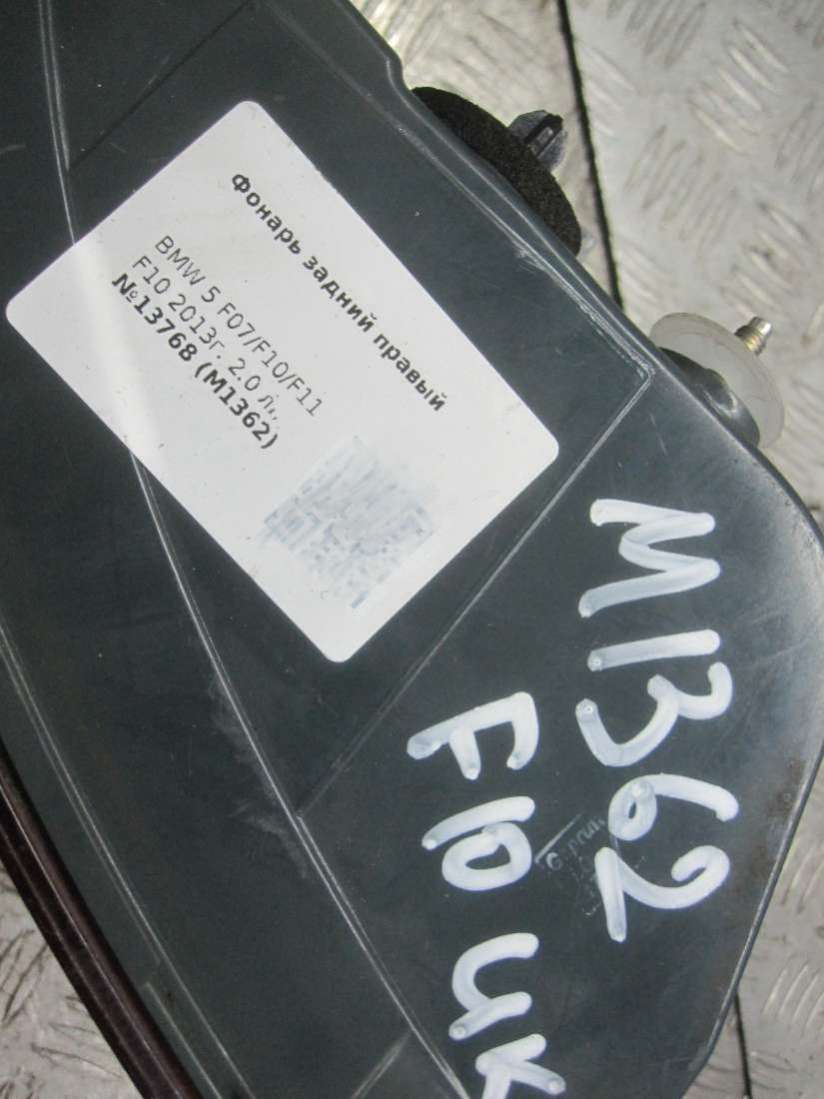 Фонарь задний правый
BMW 5 F07/F10/F11
F10 2013г. 2.0 л.,
№13768 (M1362)
M1362
F10 UK